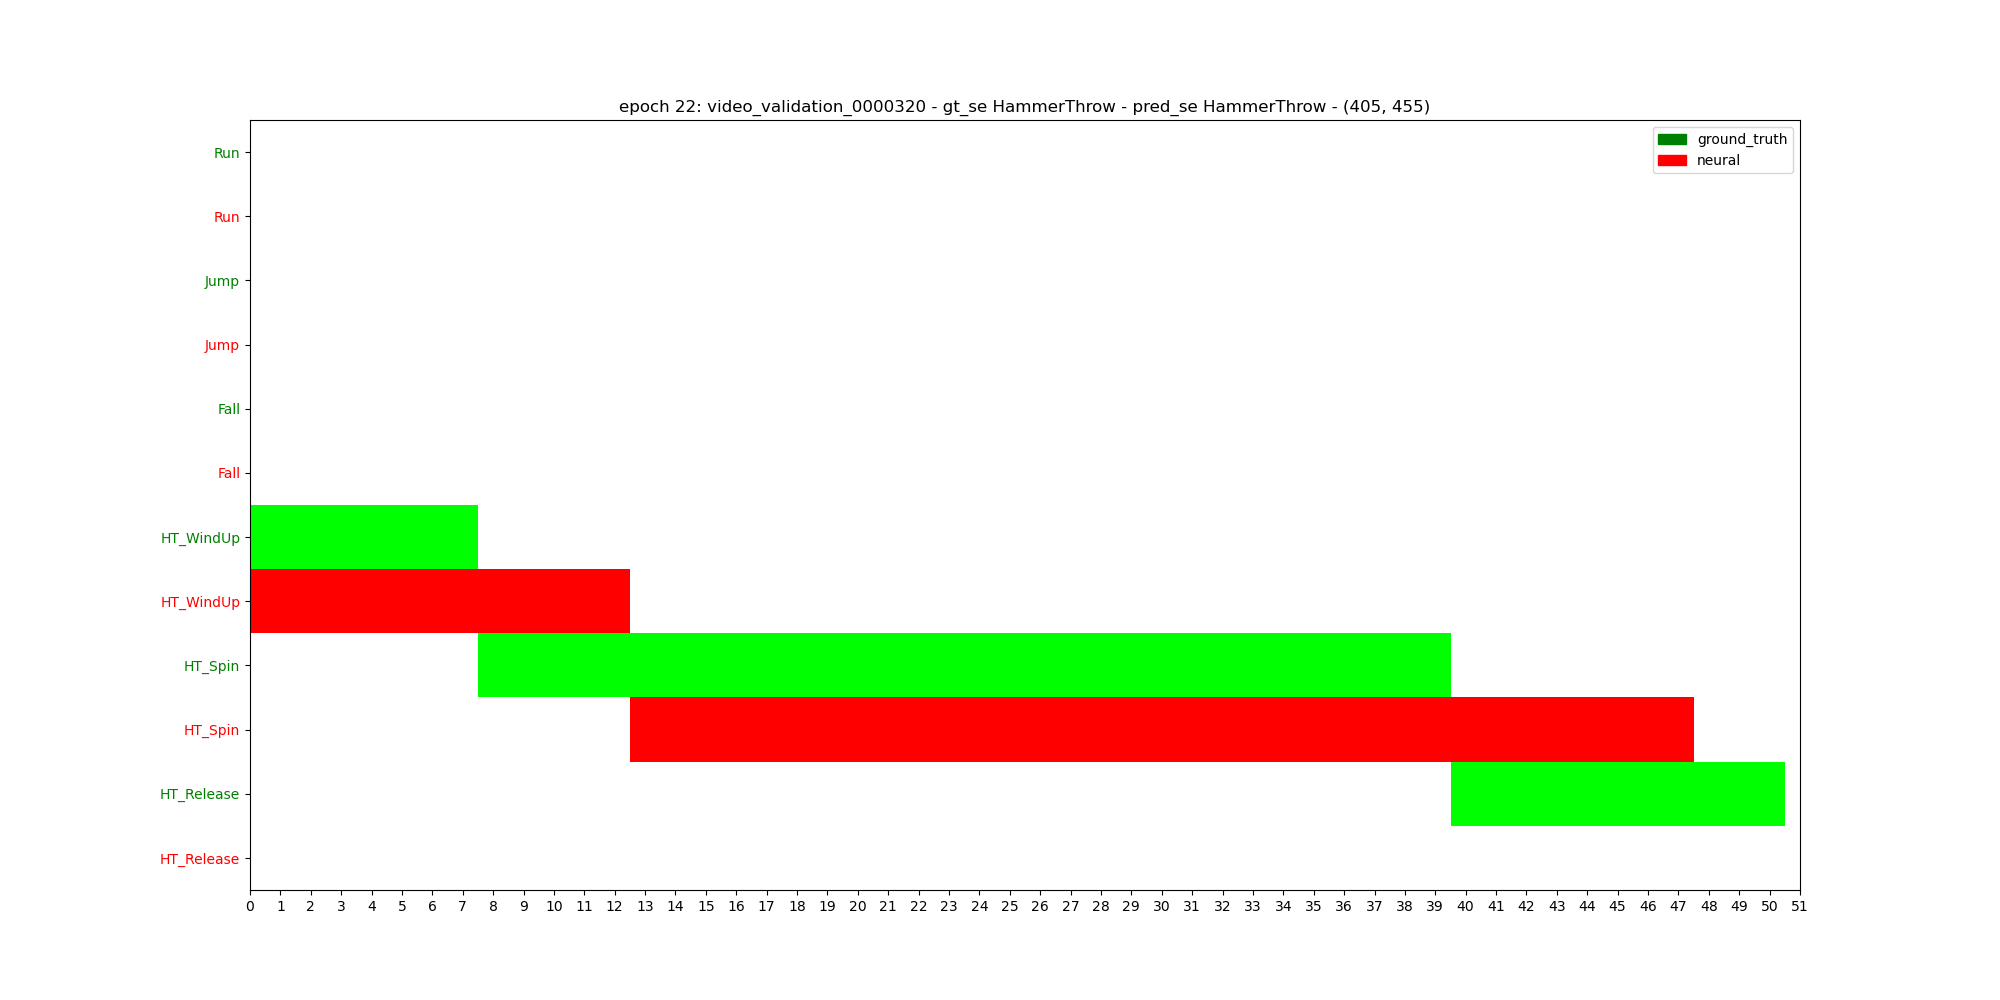 epoch 22: video_validation_0000320 - gt_se HammerThrow - pred_se HammerThrow - (405, 455)
ground_truth
neural
Run
Run
Jump
Jump
Fall
Fall
HT_WindUp
HT_WindUp
HT_Spin
HT_Spin
HT_Release
HT_Release
0 1 2 3 4 5 6 7 8 9 10 11 12 13 14 15 16 17 18 19 20 21 22 23 24 25 26 27 28 29 30 31 32 33 34 35 36 37 38 39 40 41 42 43 44 45 46 47 48 49 50 51